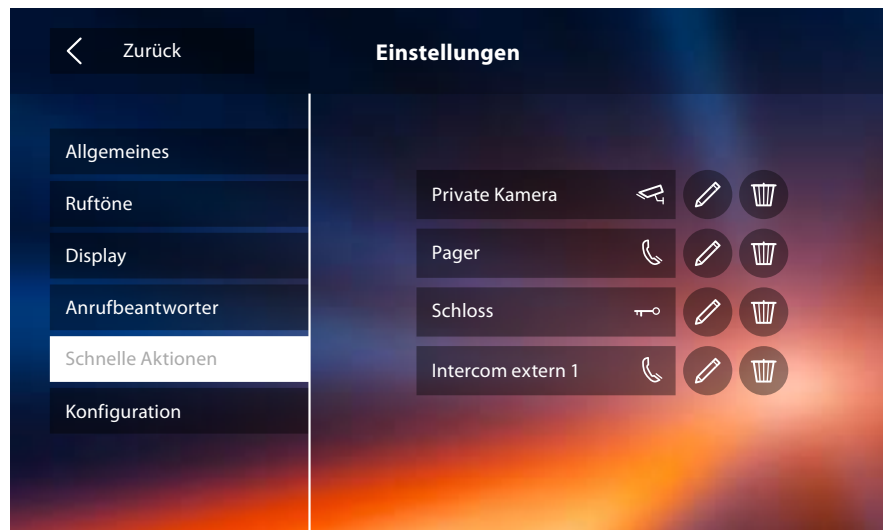 Zurück
Einstellungen
Allgemeines
Ruftöne
Display
Anrufbeantworter
Schnelle Aktionen
Konfiguration
Private Kamera
Pager
Schloss
Intercom extern 1